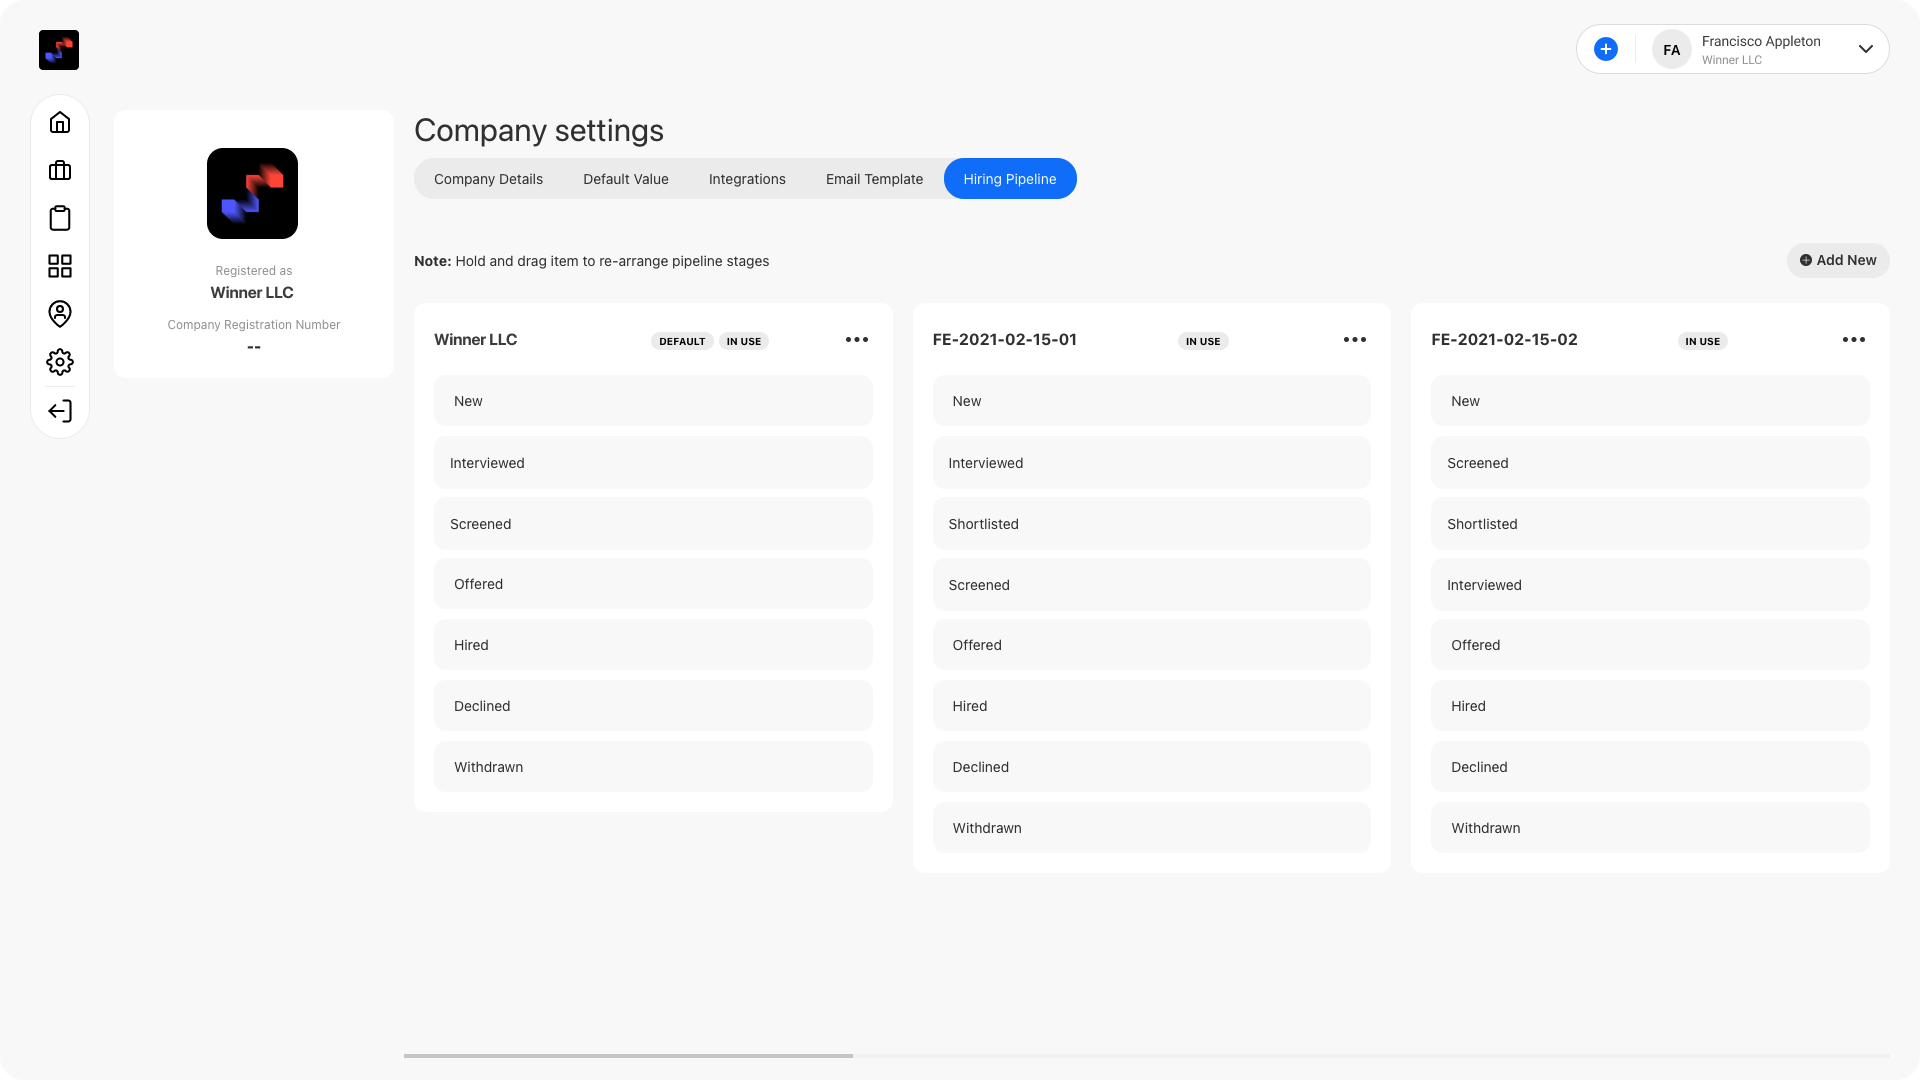 FA
Francisco Appleton
Winner LLC
Registered as
Winner LLC
Company Registration Number
--
Company settings
Company Details
Default Value
Integrations
Email Template
Hiring Pipeline
Note: Hold and drag item to re-arrange pipeline stages
Add New
Winner LLC
DEFAULT
IN USE
New
Interviewed
Screened
Offered
Hired
Declined
Withdrawn
FE-2021-02-15-01
IN USE
New
Interviewed
Shortlisted
Screened
Offered
Hired
Declined
Withdrawn
FE-2021-02-15-02
IN USE
New
Screened
Shortlisted
Interviewed
Offered
Hired
Declined
Withdrawn